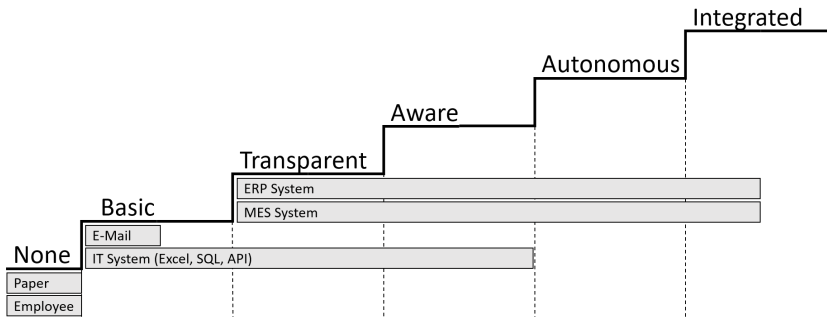 Integrated
Autonomous
Aware
Transparent
ERP System
MES System
Basic
E-Mail
IT System (Excel, SQL, API)
None
Paper
Employee